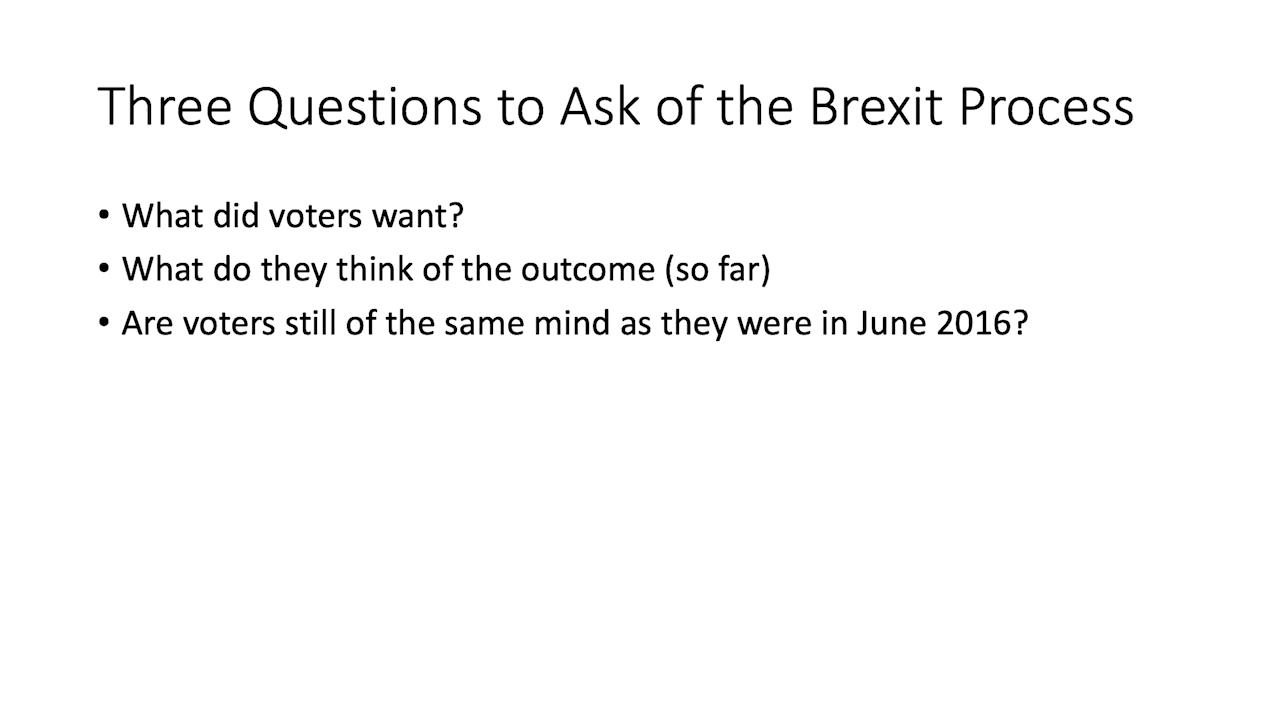 Three Questions to Ask of the Brexit Process
• What did voters want?
• What do they think of the outcome (so far)
• Are voters still of the same mind as they were in June 2016?